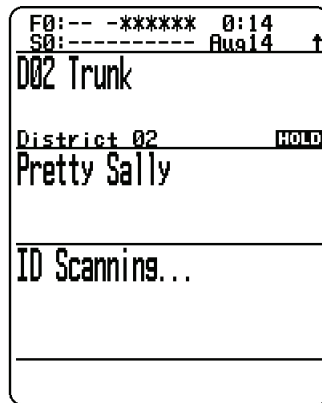 F0:-- -****** 0:14
S0:----------- Aug14 ↑
D02 Trunk
District 02 HOLD
Pretty Sally
ID Scanning...